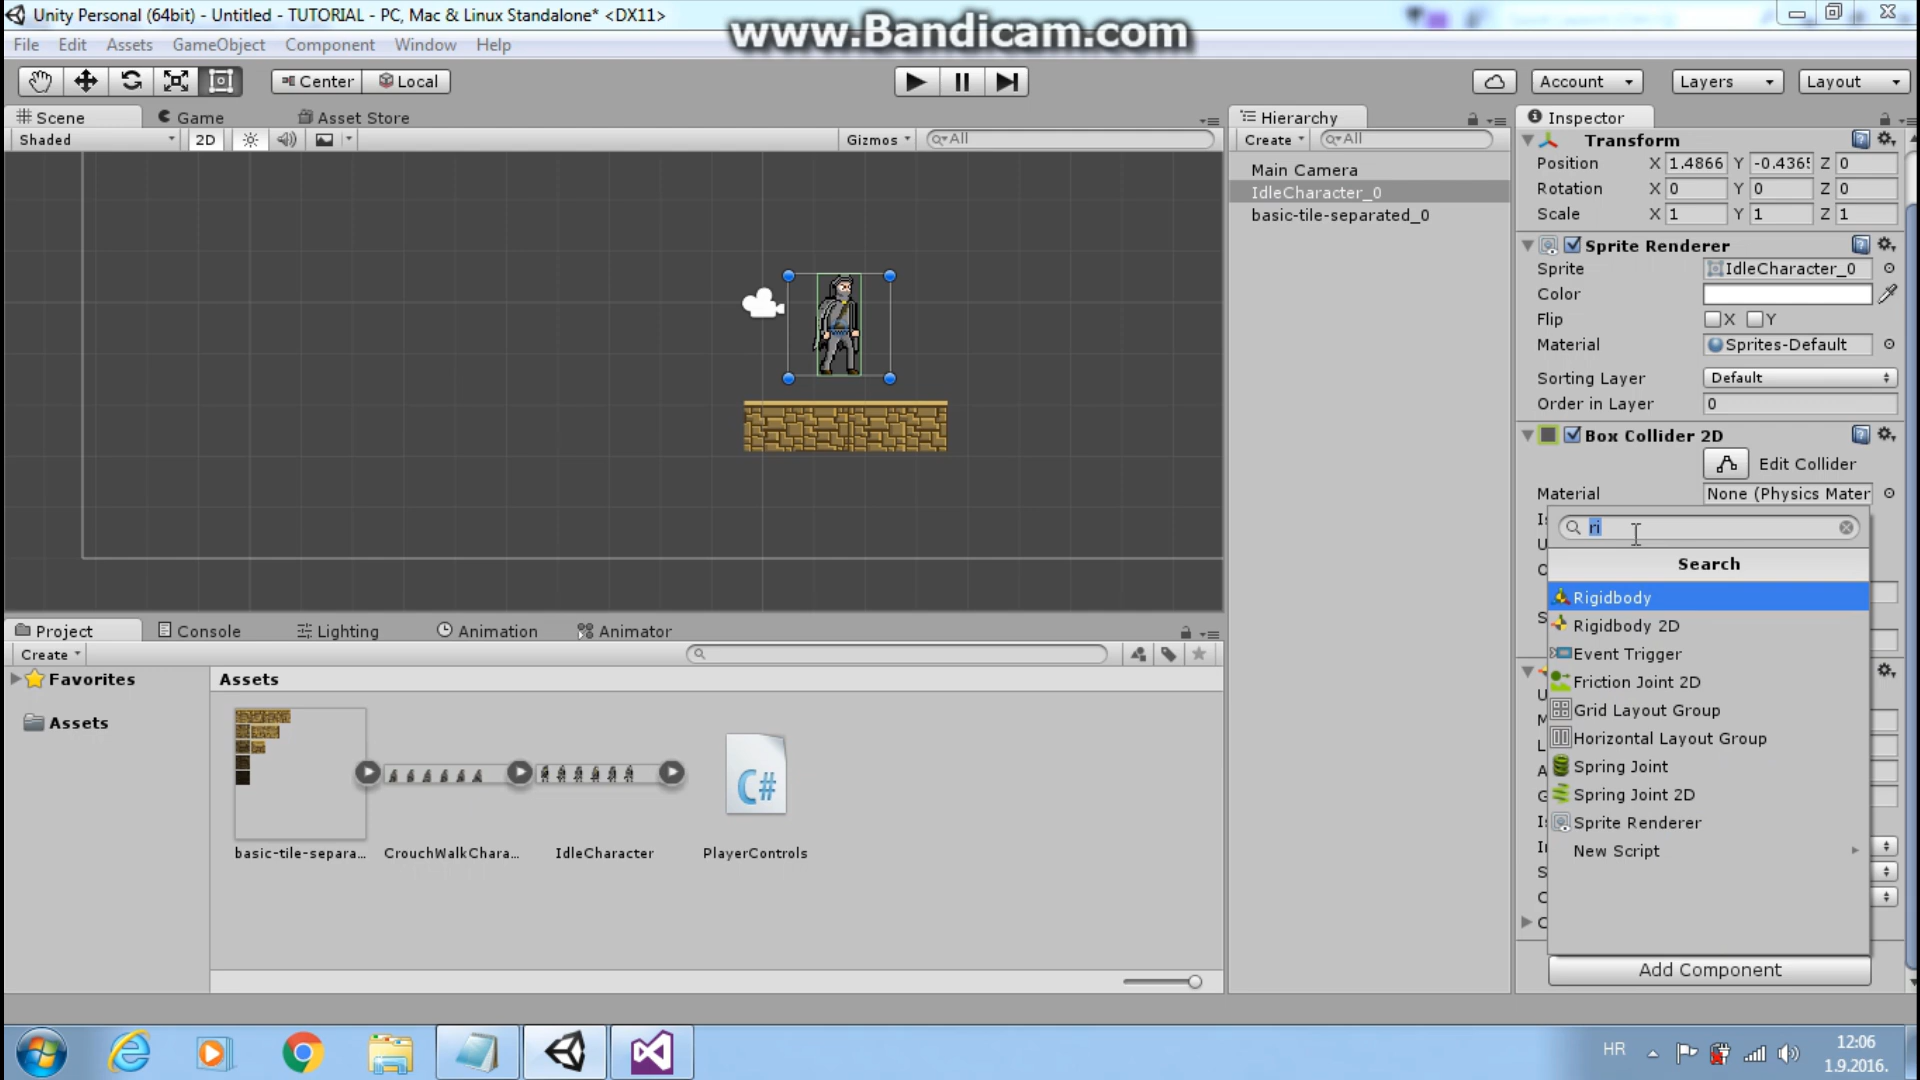 Unity Personal (64bit) - Untitled - TUTORIAL - PC, Mac & Linux Standalone* <DX11>
www.Bandicam.com
File Edit Assets GameObject Component Window Help
Center Local
Account Layers Layout
Scene Game Asset Store
Hierarchy
Inspector
Shaded 2D Gizmos All
Create All
Transform
Position X 1.4866 Y -0.436 Z 0
Rotation X 0 Y 0 Z 0
Scale X 1 Y 1 Z 1
Main Camera
IdleCharacter_0
basic-tile-separated_0
Sprite Renderer
Sprite IdleCharacter_0
Color
Flip X Y
Material Sprites-Default
Sorting Layer Default
Order in Layer 0
Box Collider 2D
Edit Collider
Material None (Physics Mater
ri
Search
Rigidbody
Rigidbody 2D
Event Trigger
Friction Joint 2D
Grid Layout Group
Horizontal Layout Group
Spring Joint
Spring Joint 2D
Sprite Renderer
New Script
Add Component
Project Console Lighting Animation Animator
Create
Favorites
Assets
Assets
C#
basic-tile-separa... CrouchWalkChara... IdleCharacter PlayerControls
HR
12:06
1.9.2016.